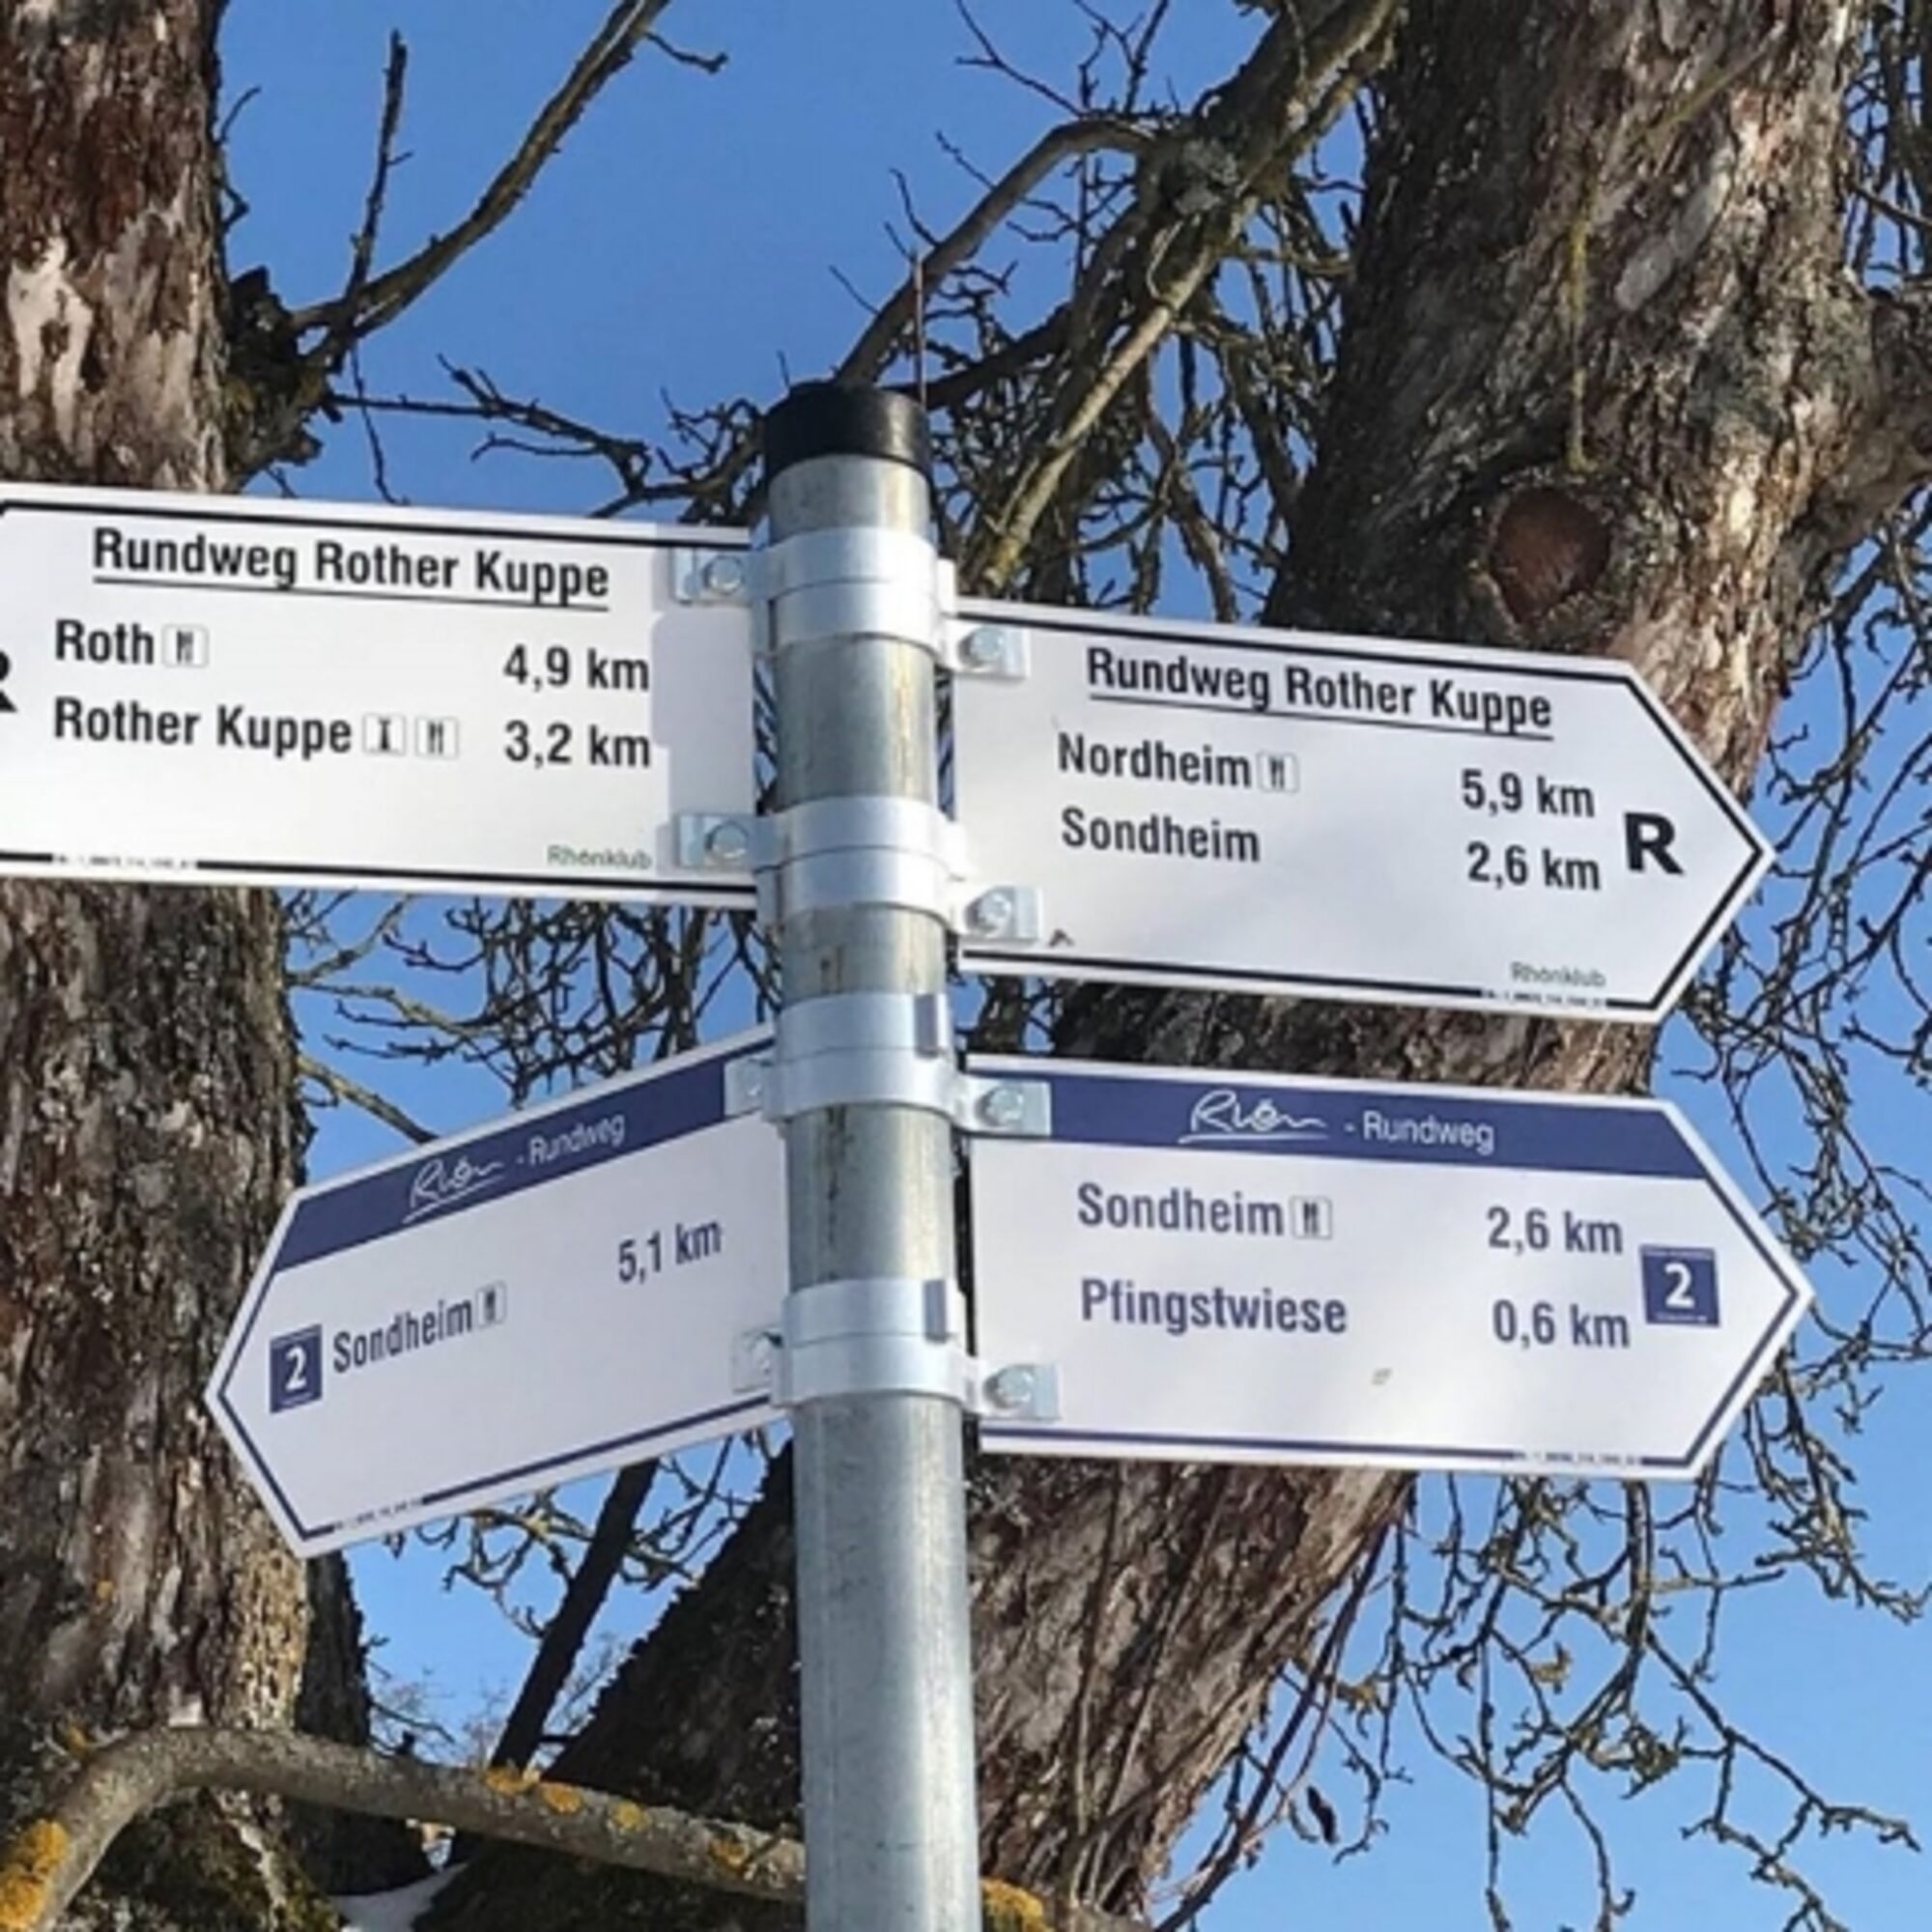 Rundweg Rother Kuppe
Roth 4,9 km
R
Rother Kuppe 3,2 km
Rhönklub
Rundweg Rother Kuppe
Nordheim 5,9 km
Sondheim 2,6 km
R
Rhönklub
Rhön - Rundweg
5,1 km
2 Sondheim
Rhön - Rundweg
Sondheim 2,6 km
2
Pfingstwiese 0,6 km